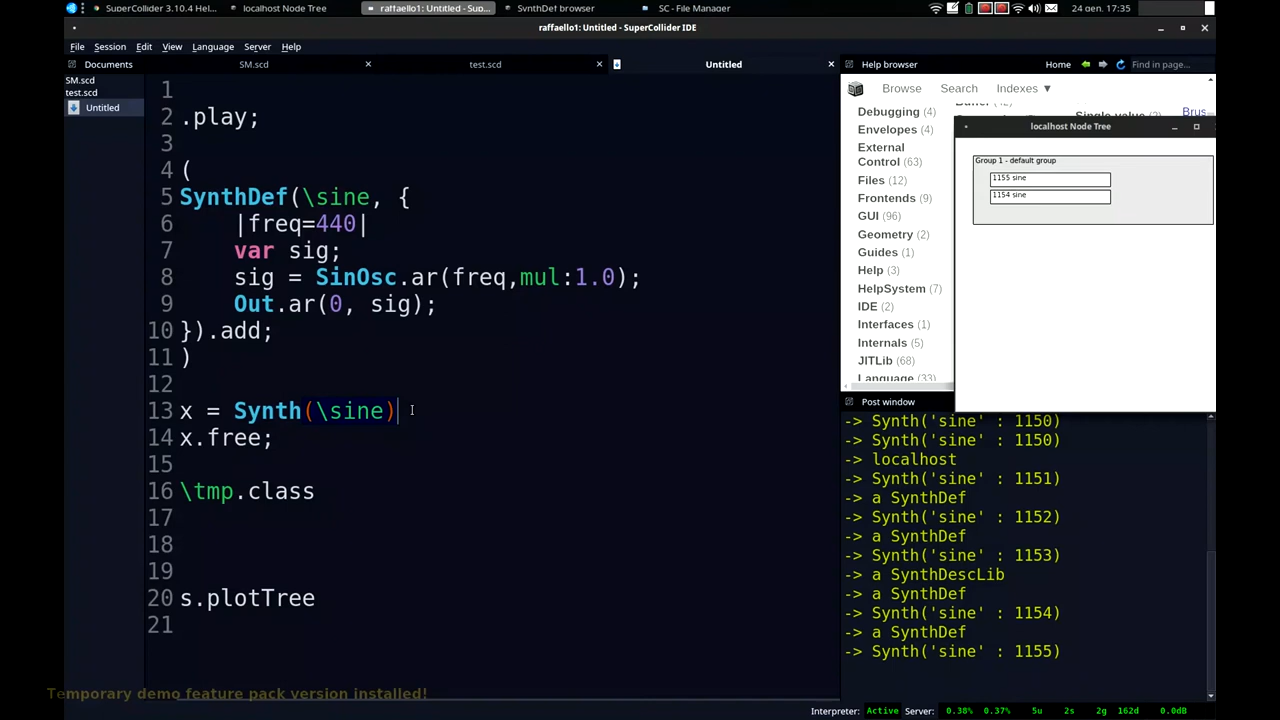 SuperCollider 3.10.4 Hel...
localhost Node Tree
raffaello1: Untitled - Sup...
SynthDef browser
SC - File Manager
24 gen, 17:35
raffaello1: Untitled - SuperCollider IDE
File Session Edit View Language Server Help
Documents
SM.scd
test.scd
Untitled
Help browser
Home
Find in page...
SM.scd
test.scd
Untitled
1
2 .play;
3
4 (
5 SynthDef(\sine, {
6 |freq=440|
7 var sig;
8 sig = SinOsc.ar(freq,mul:1.0);
9 Out.ar(0, sig);
10 }).add;
11 )
12
13 x = Synth(\sine)
14 x.free;
15
16 \tmp.class
17
18
19
20 s.plotTree
21
Browse Search Indexes ▼
Debugging (4)
Envelopes (4)
External
Control (63)
Files (12)
Frontends (9)
GUI (96)
Geometry (2)
Guides (1)
Help (3)
HelpSystem (7)
IDE (2)
Interfaces (1)
Internals (5)
JITLib (68)
Language (33)
Brus
localhost Node Tree
Group 1 - default group
1155 sine
1154 sine
Post window
-> Synth('sine' : 1150)
-> Synth('sine' : 1150)
-> localhost
-> Synth('sine' : 1151)
-> a SynthDef
-> Synth('sine' : 1152)
-> a SynthDef
-> Synth('sine' : 1153)
-> a SynthDescLib
-> a SynthDef
-> Synth('sine' : 1154)
-> a SynthDef
-> Synth('sine' : 1155)
Temporary demo feature pack version installed!
Interpreter: Active Server: 0.38% 0.37% 5u 2s 2g 162d 0.0dB